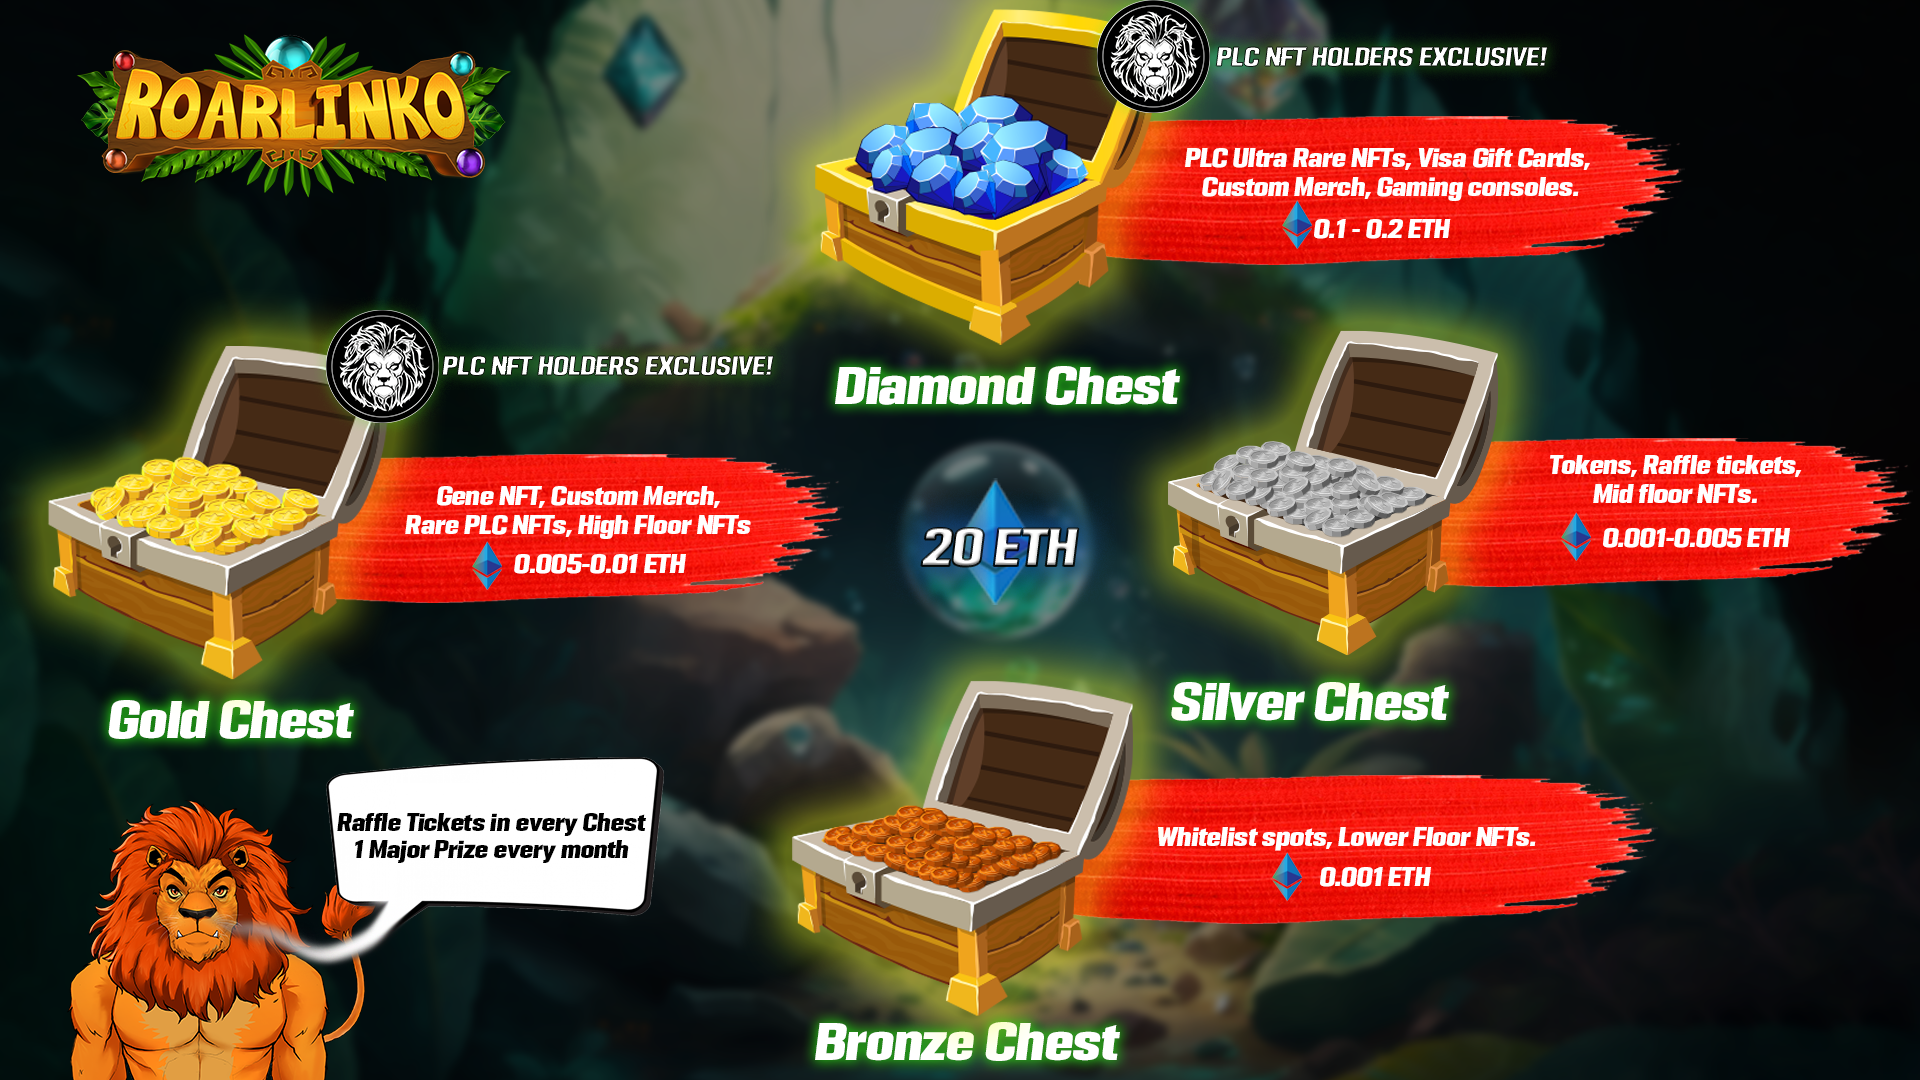 ROARLINKO
PLC NFT HOLDERS EXCLUSIVE!
PLC Ultra Rare NFTs, Visa Gift Cards,
Custom Merch, Gaming consoles.
0.1 - 0.2 ETH
Diamond Chest
PLC NFT HOLDERS EXCLUSIVE!
Gene NFT, Custom Merch,
Rare PLC NFTs, High Floor NFTs
0.005-0.01 ETH
Gold Chest
20 ETH
Tokens, Raffle tickets,
Mid floor NFTs.
0.001-0.005 ETH
Silver Chest
Raffle Tickets in every Chest
1 Major Prize every month
Whitelist spots, Lower Floor NFTs.
0.001 ETH
Bronze Chest